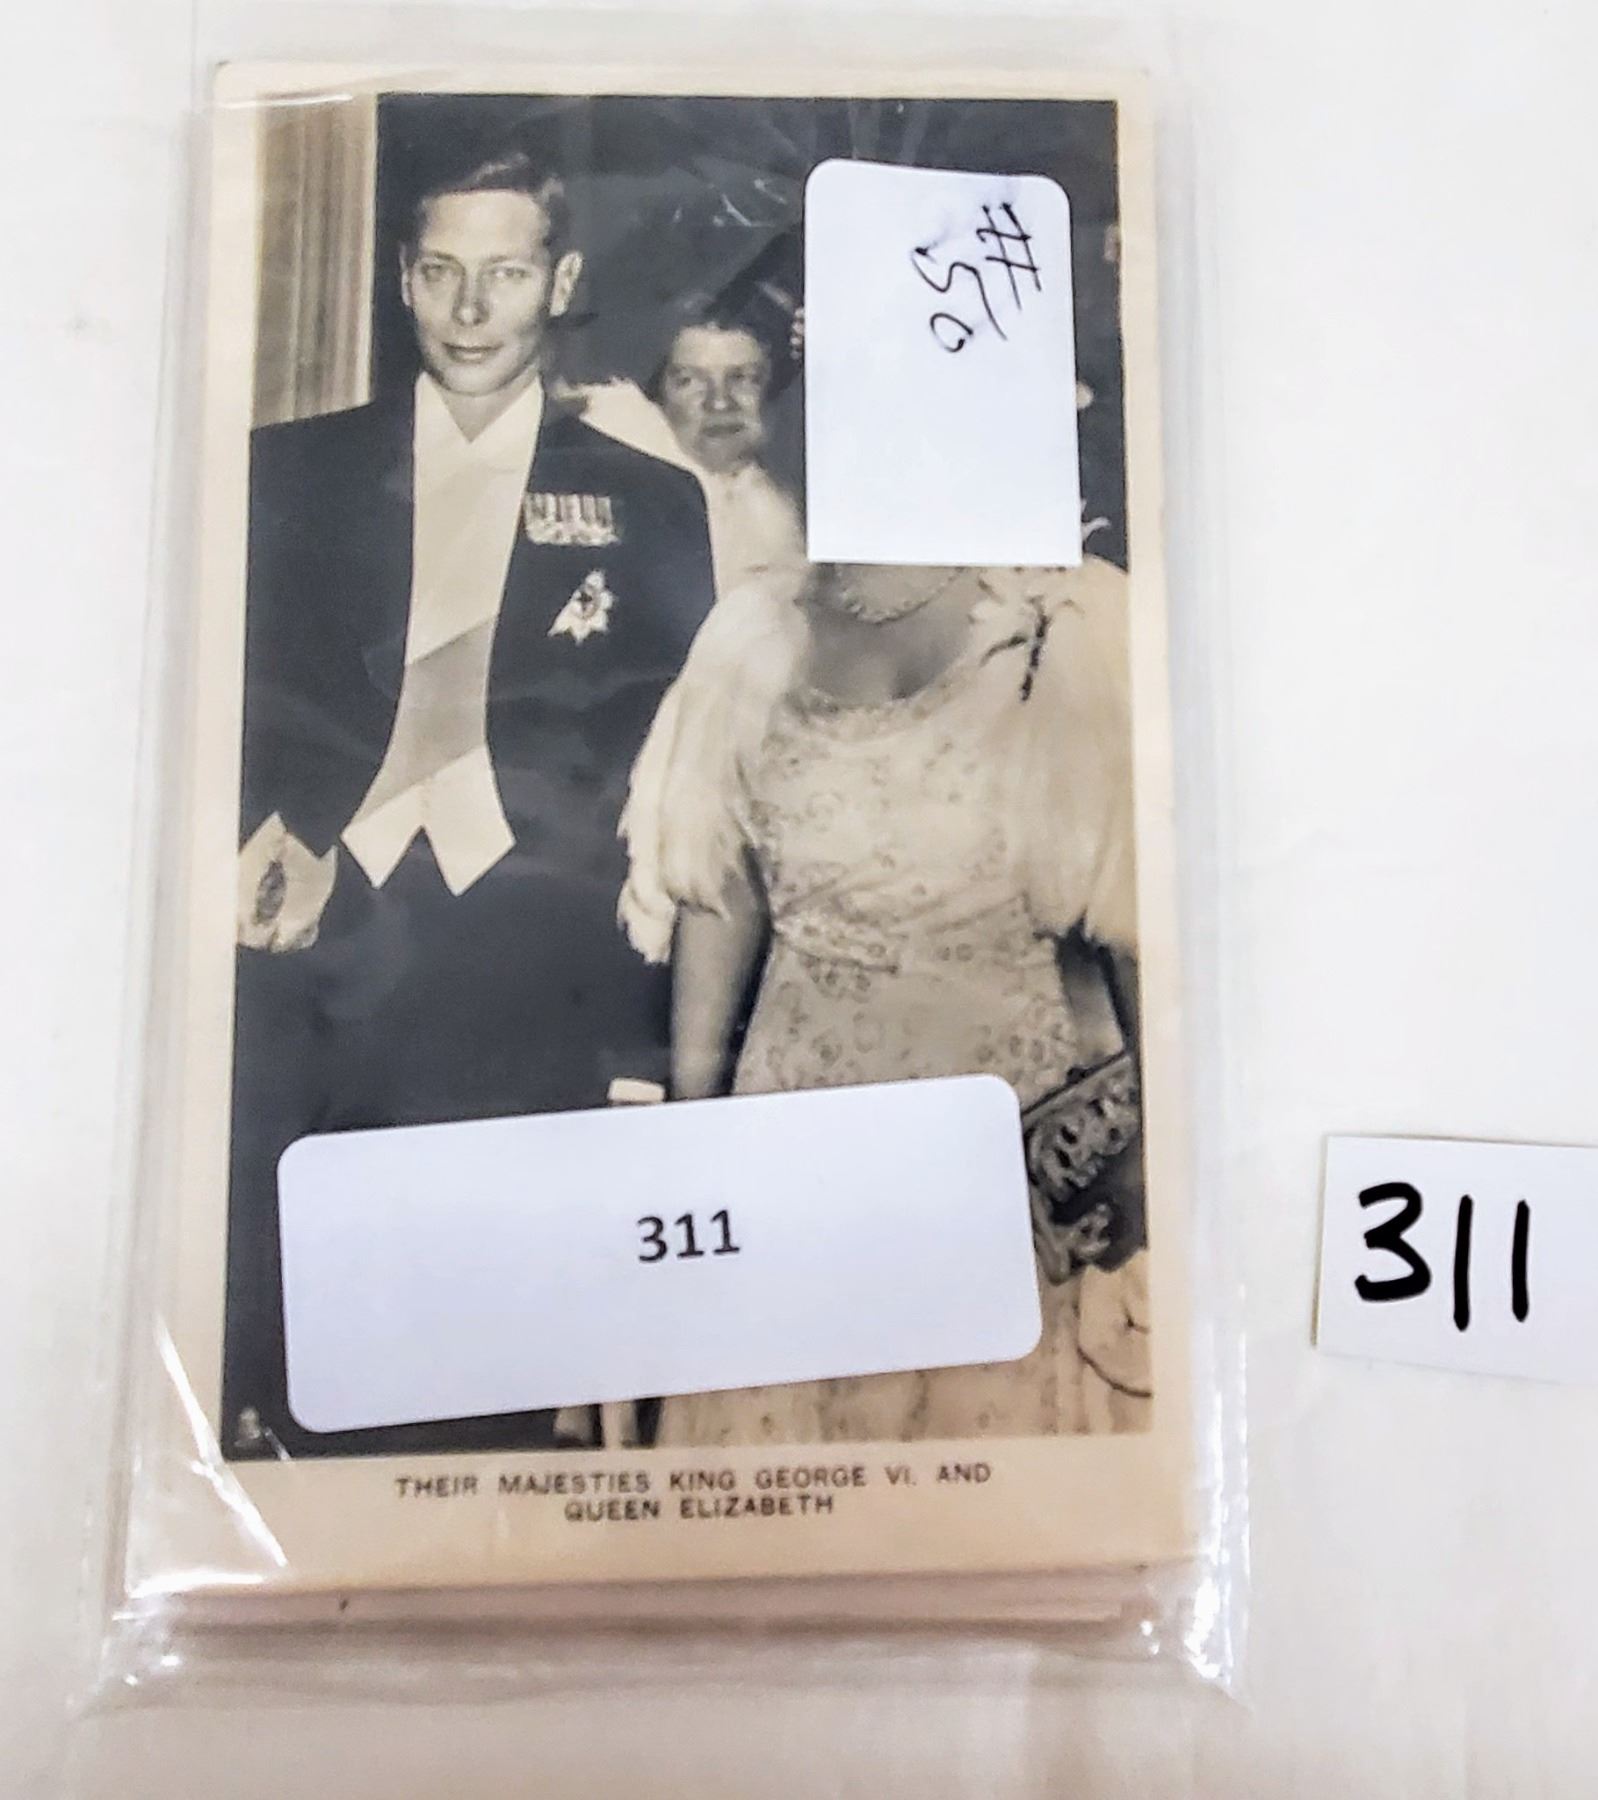 #
50
311
311
THEIR MAJESTIES KING GEORGE VI. AND
QUEEN ELIZABETH